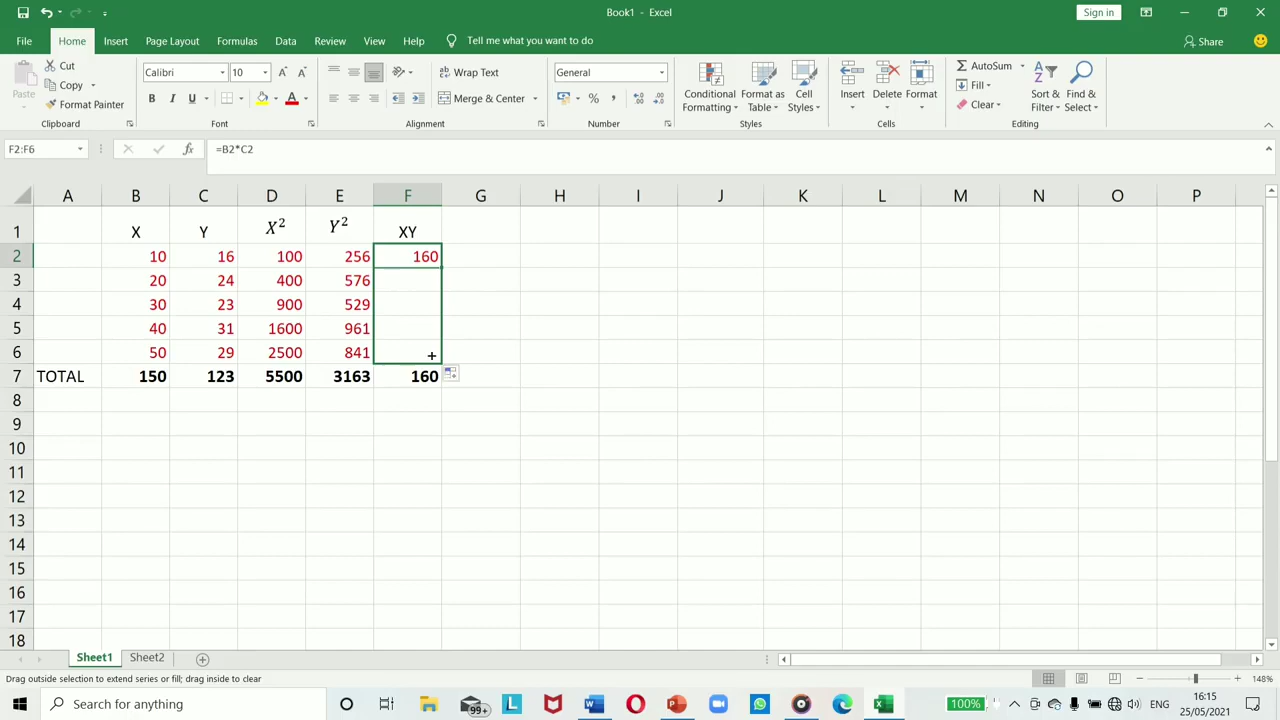 Book1 - Excel
Sign in
File Home Insert Page Layout Formulas Data Review View Help Tell me what you want to do
Share
Paste
Cut
Copy
Format Painter
Clipboard
Calibri 10
B I U
Font
Wrap Text
Merge & Center
Alignment
General
%
Number
Conditional Formatting
Format as Table
Cell Styles
Styles
Insert
Delete
Format
Cells
AutoSum
Fill
Clear
Sort & Filter
Find & Select
Editing
F2:F6 fx =B2*C2
A B C D E F G H I J K L M N O P
1 X Y X² Y² XY
2 10 16 100 256 160
3 20 24 400 576
4 30 23 900 529
5 40 31 1600 961
6 50 29 2500 841
7 TOTAL 150 123 5500 3163 160
8
9
10
11
12
13
14
15
16
17
18
Sheet1 Sheet2
Drag outside selection to extend series or fill; drag inside to clear
148%
Search for anything
99+
100%
ENG
16:15
25/05/2021